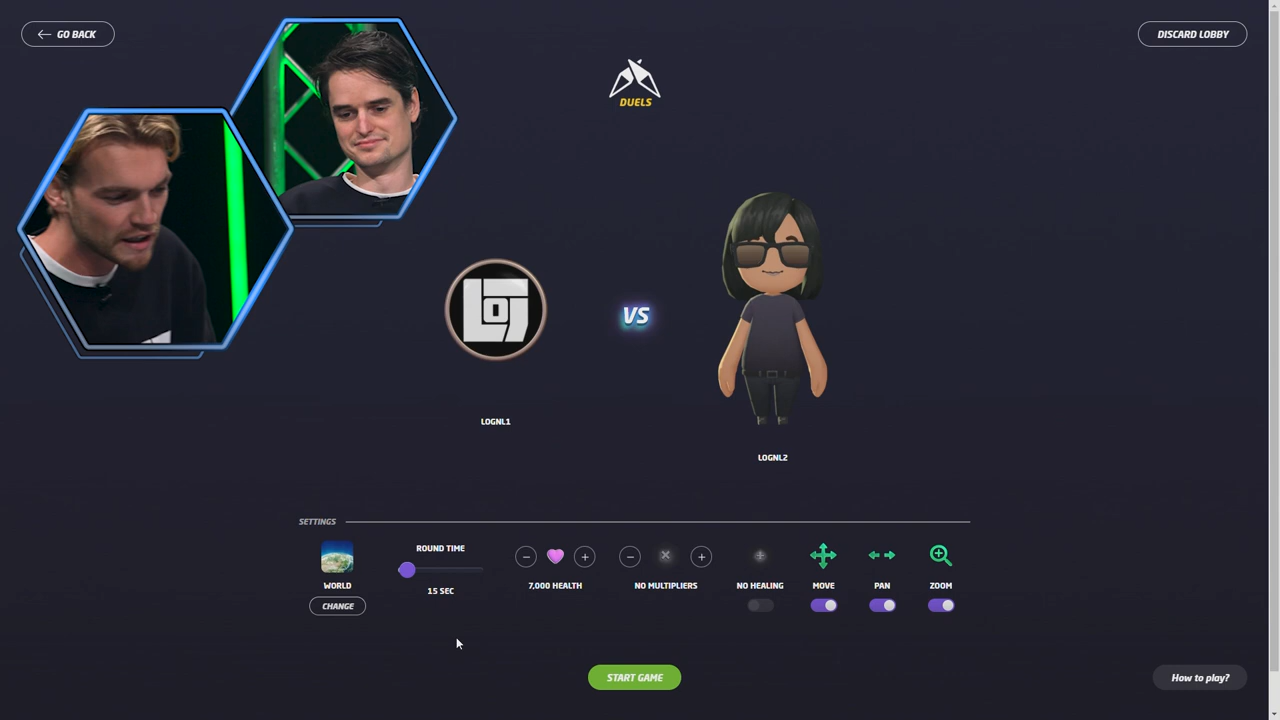 GO BACK
DISCARD LOBBY
DUELS
LOG
VS
LOGNL1
LOGNL2
SETTINGS
ROUND TIME
WORLD
15 SEC
7,000 HEALTH
NO MULTIPLIERS
NO HEALING
MOVE
PAN
ZOOM
CHANGE
START GAME
How to play?